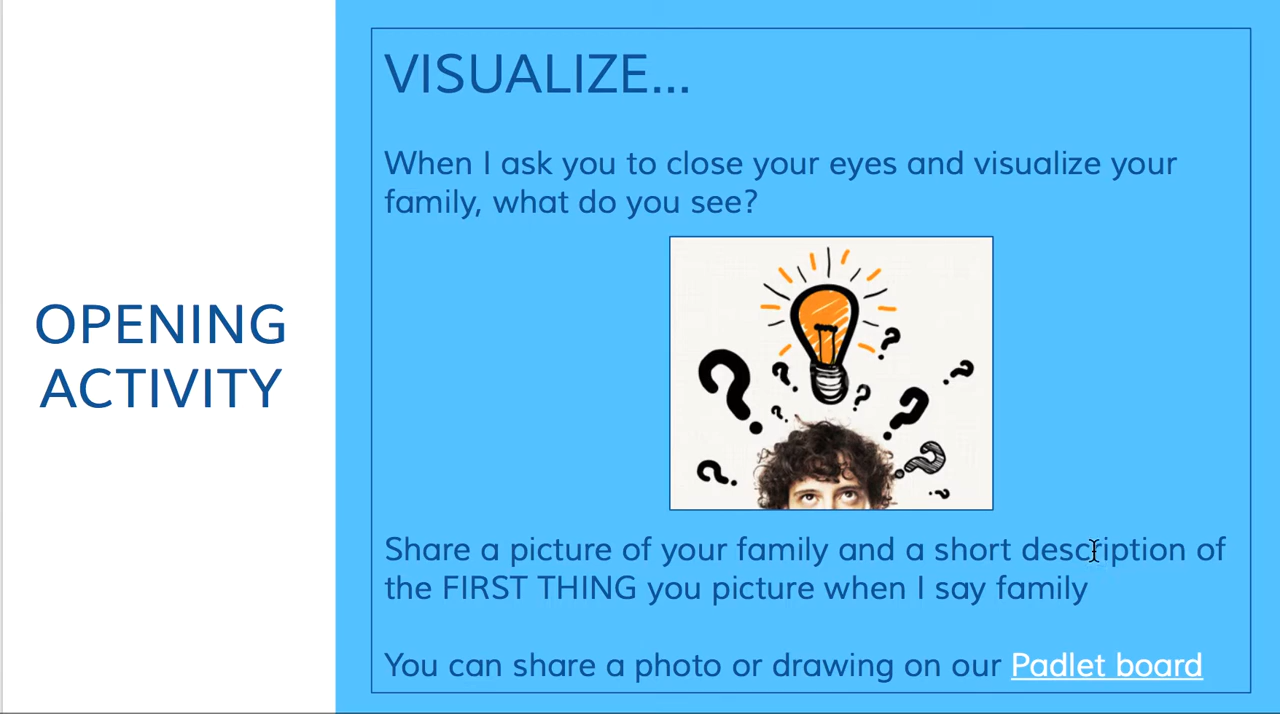 OPENING
ACTIVITY
VISUALIZE...
When I ask you to close your eyes and visualize your
family, what do you see?
Share a picture of your family and a short description of
the FIRST THING you picture when I say family
You can share a photo or drawing on our Padlet board